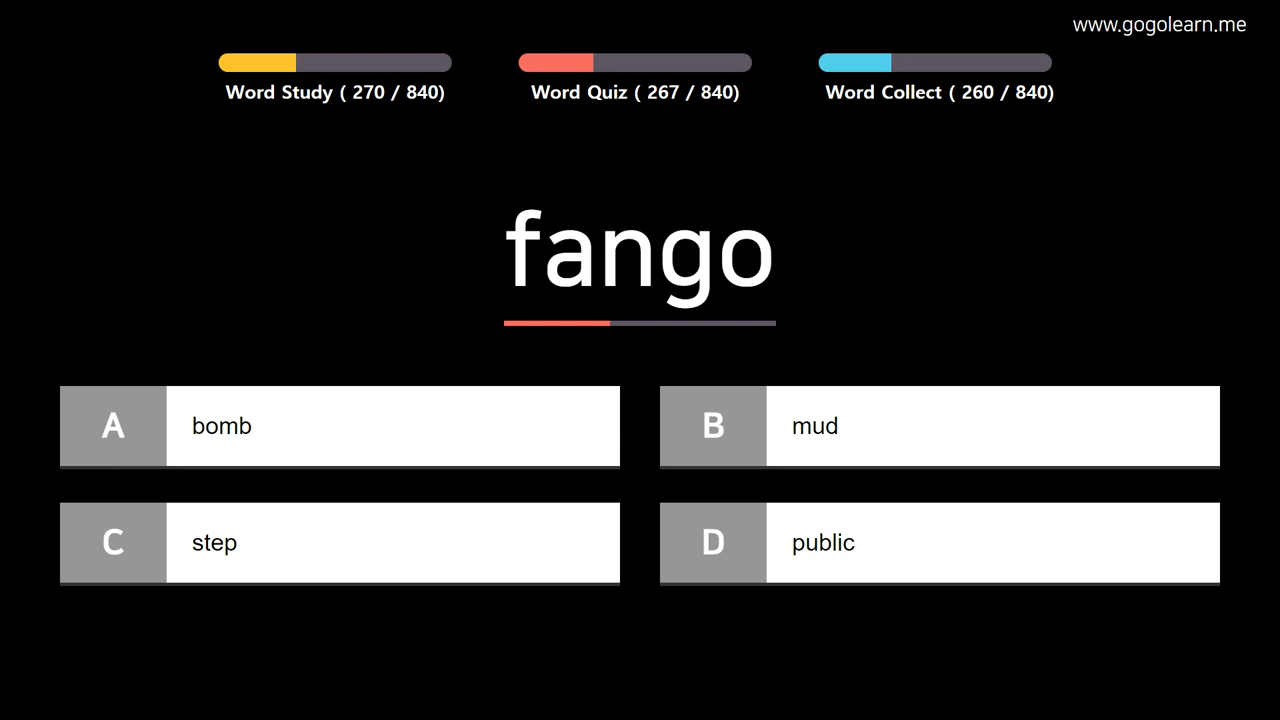 www.gogolearn.me
Word Study ( 270 / 840)
Word Quiz ( 267 / 840)
Word Collect ( 260 / 840)
fango
A bomb
B mud
C step
D public